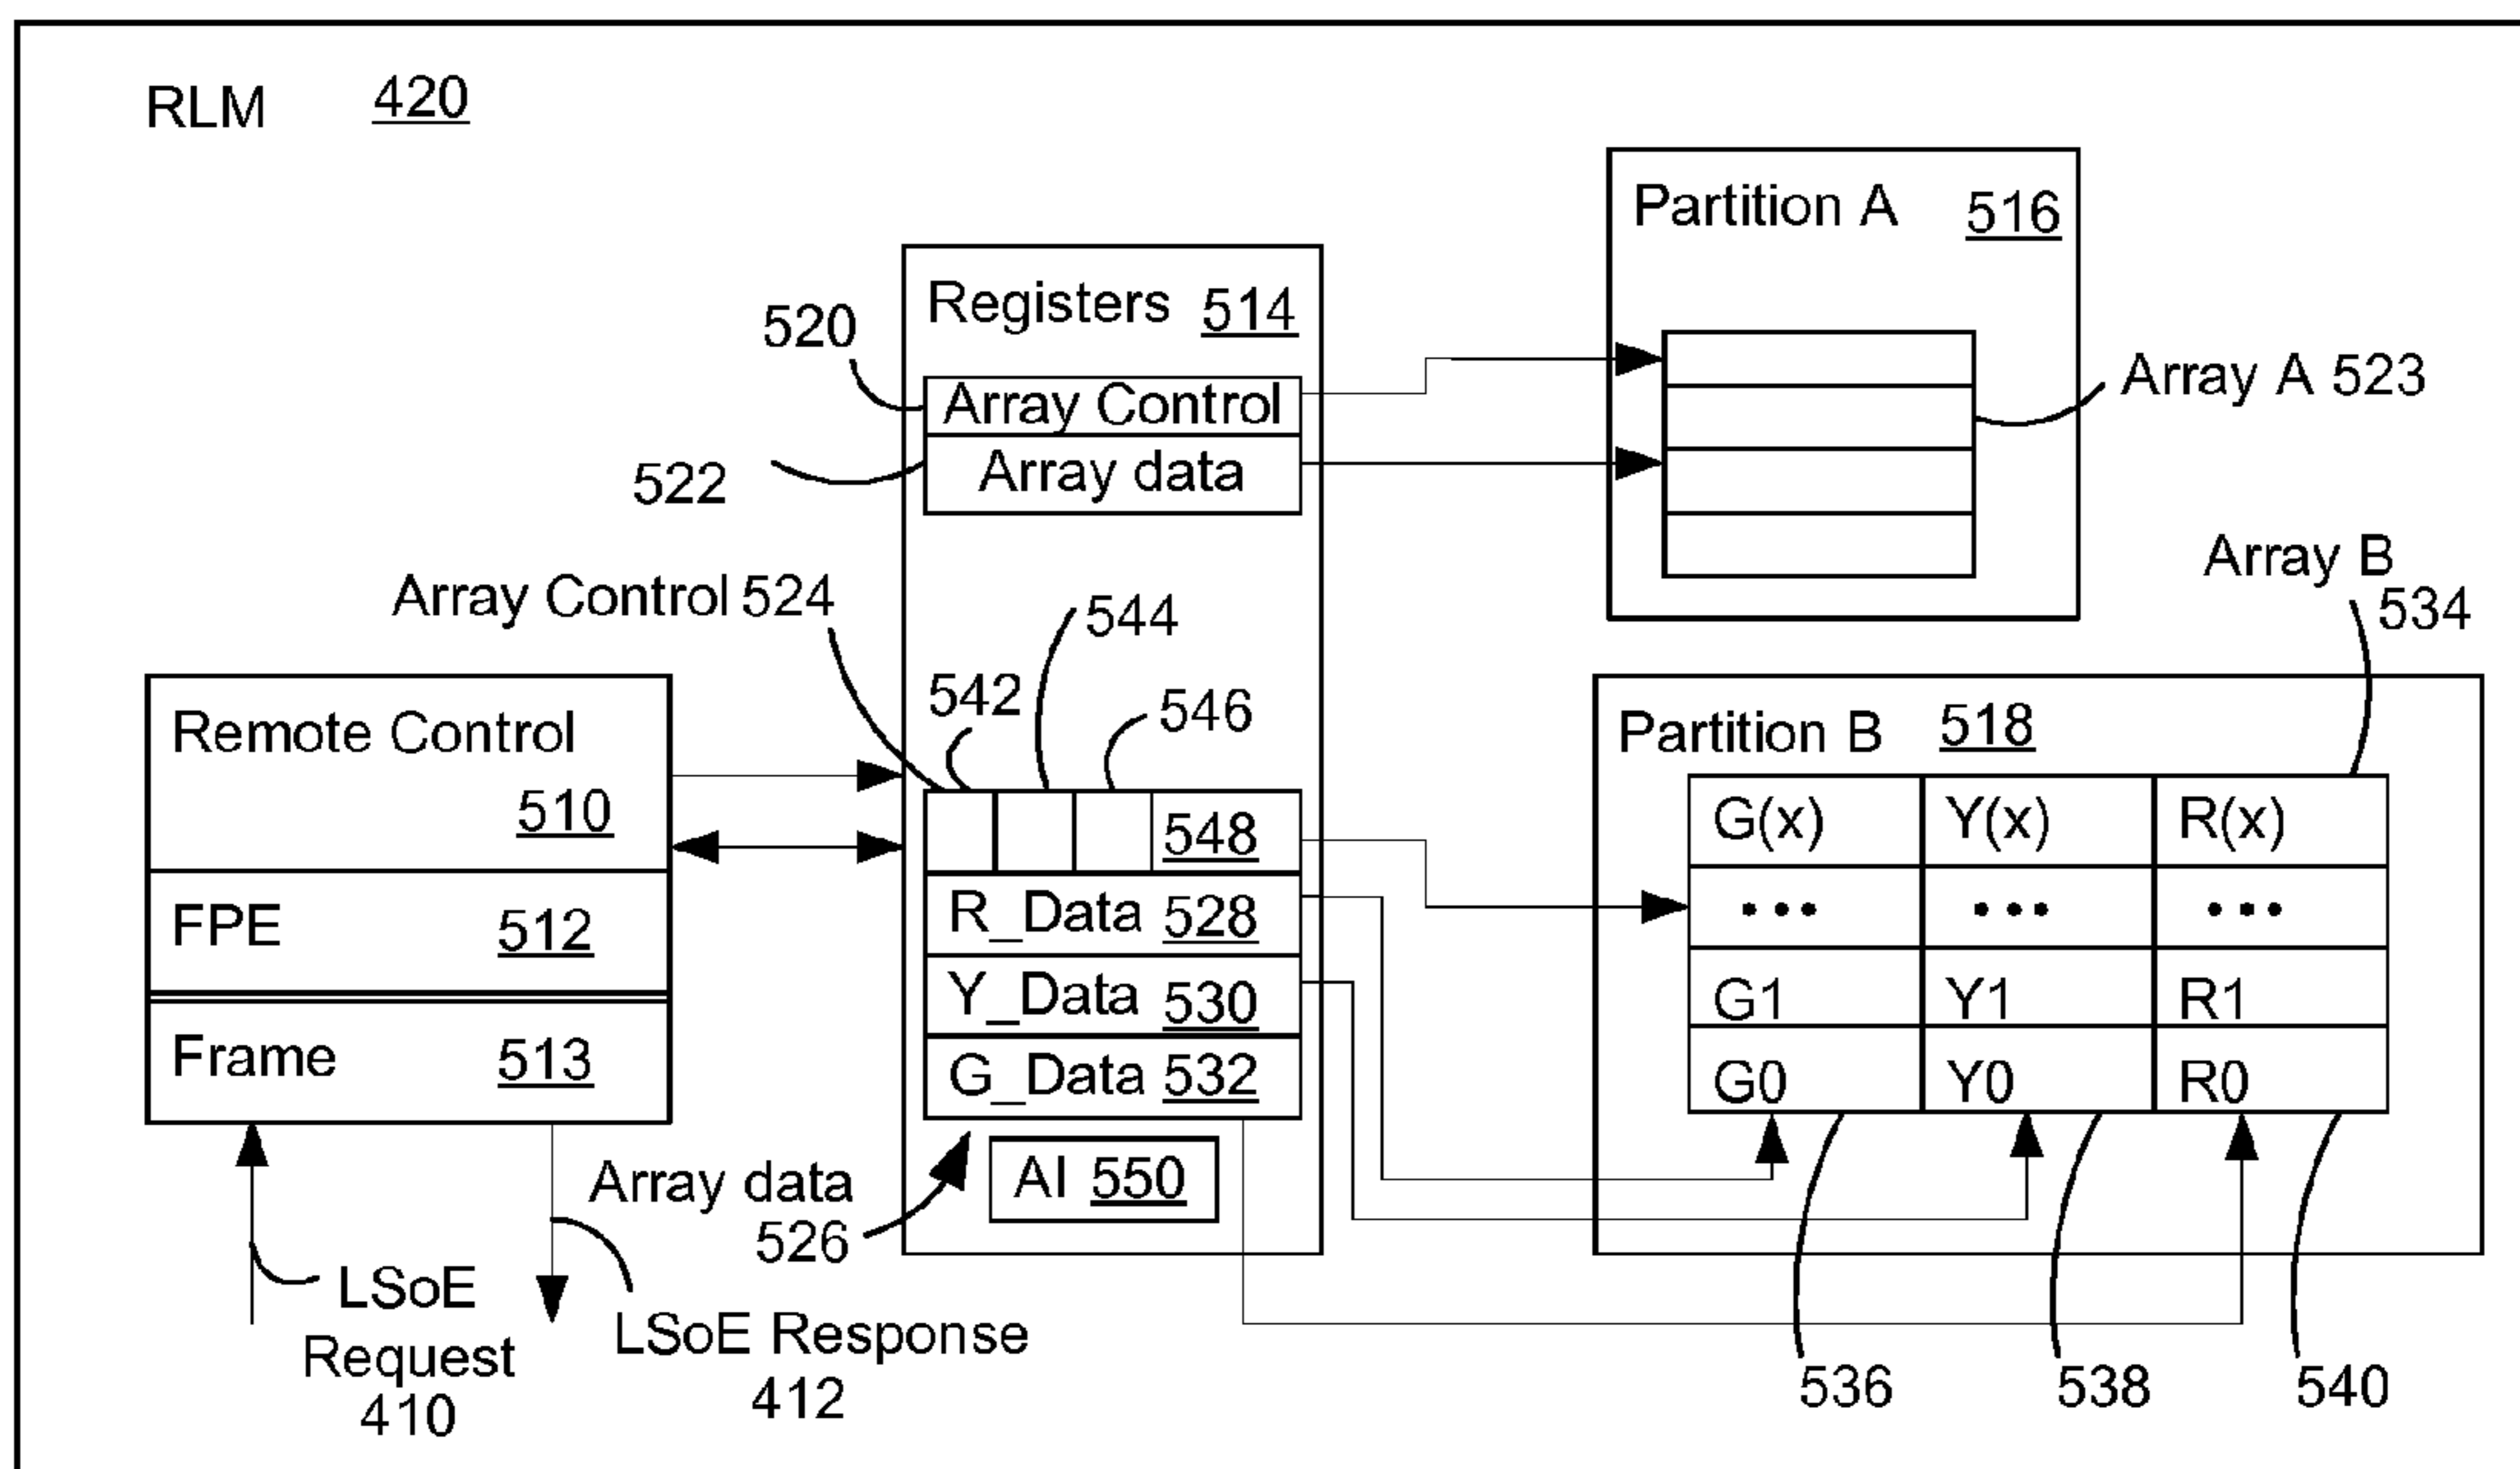 RLM 420
Partition A 516
Registers 514
520
Array Control
Array A 523
Array data
522
Array B
534
Array Control 524
544
542
546
Remote Control
510
Partition B 518
548
G(x) Y(x) R(x)
FPE 512
R_Data 528
••• ••• •••
Y_Data 530
G1 Y1 R1
Frame 513
G_Data 532
G0 Y0 R0
AI 550
Array data
526
LSoE
Request
410
LSoE Response
412
536 538 540